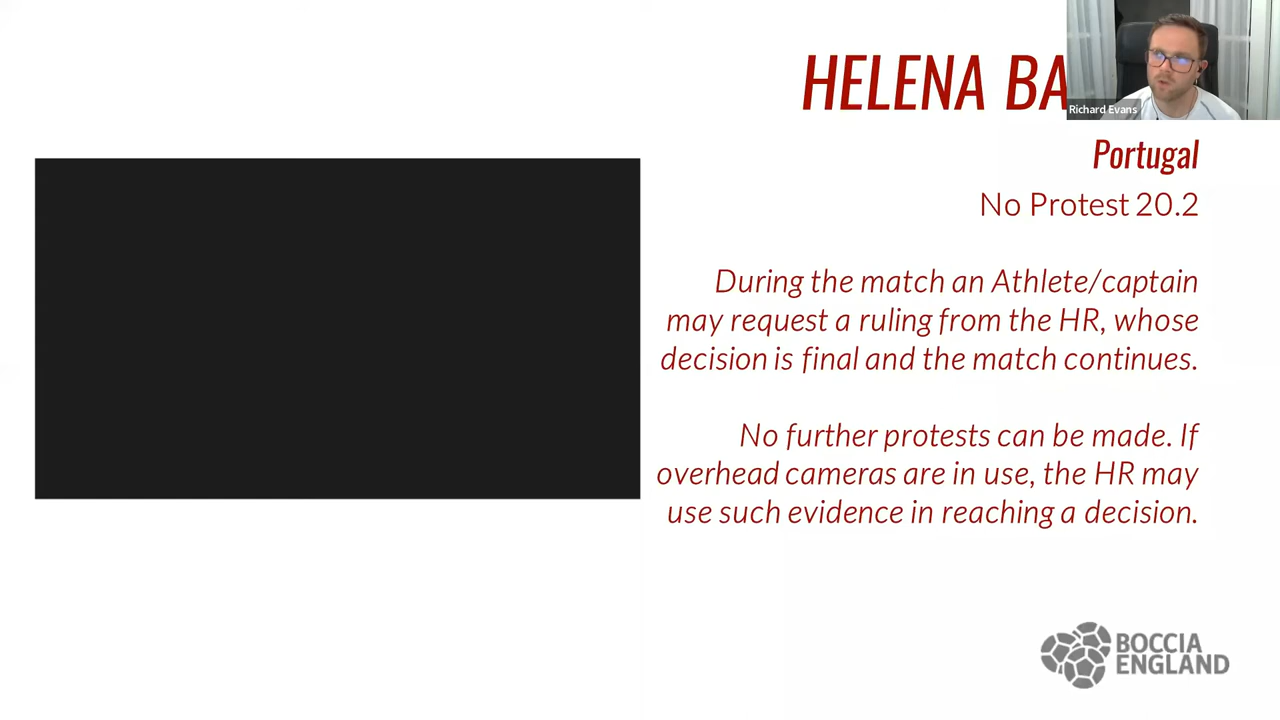 HELENA
Richard Evans
Portugal
No Protest 20.2
During the match an Athlete/captain
may request a ruling from the HR, whose
decision is final and the match continues.
No further protests can be made. If
overhead cameras are in use, the HR may
use such evidence in reaching a decision.
BOCCIA
ENGLAND